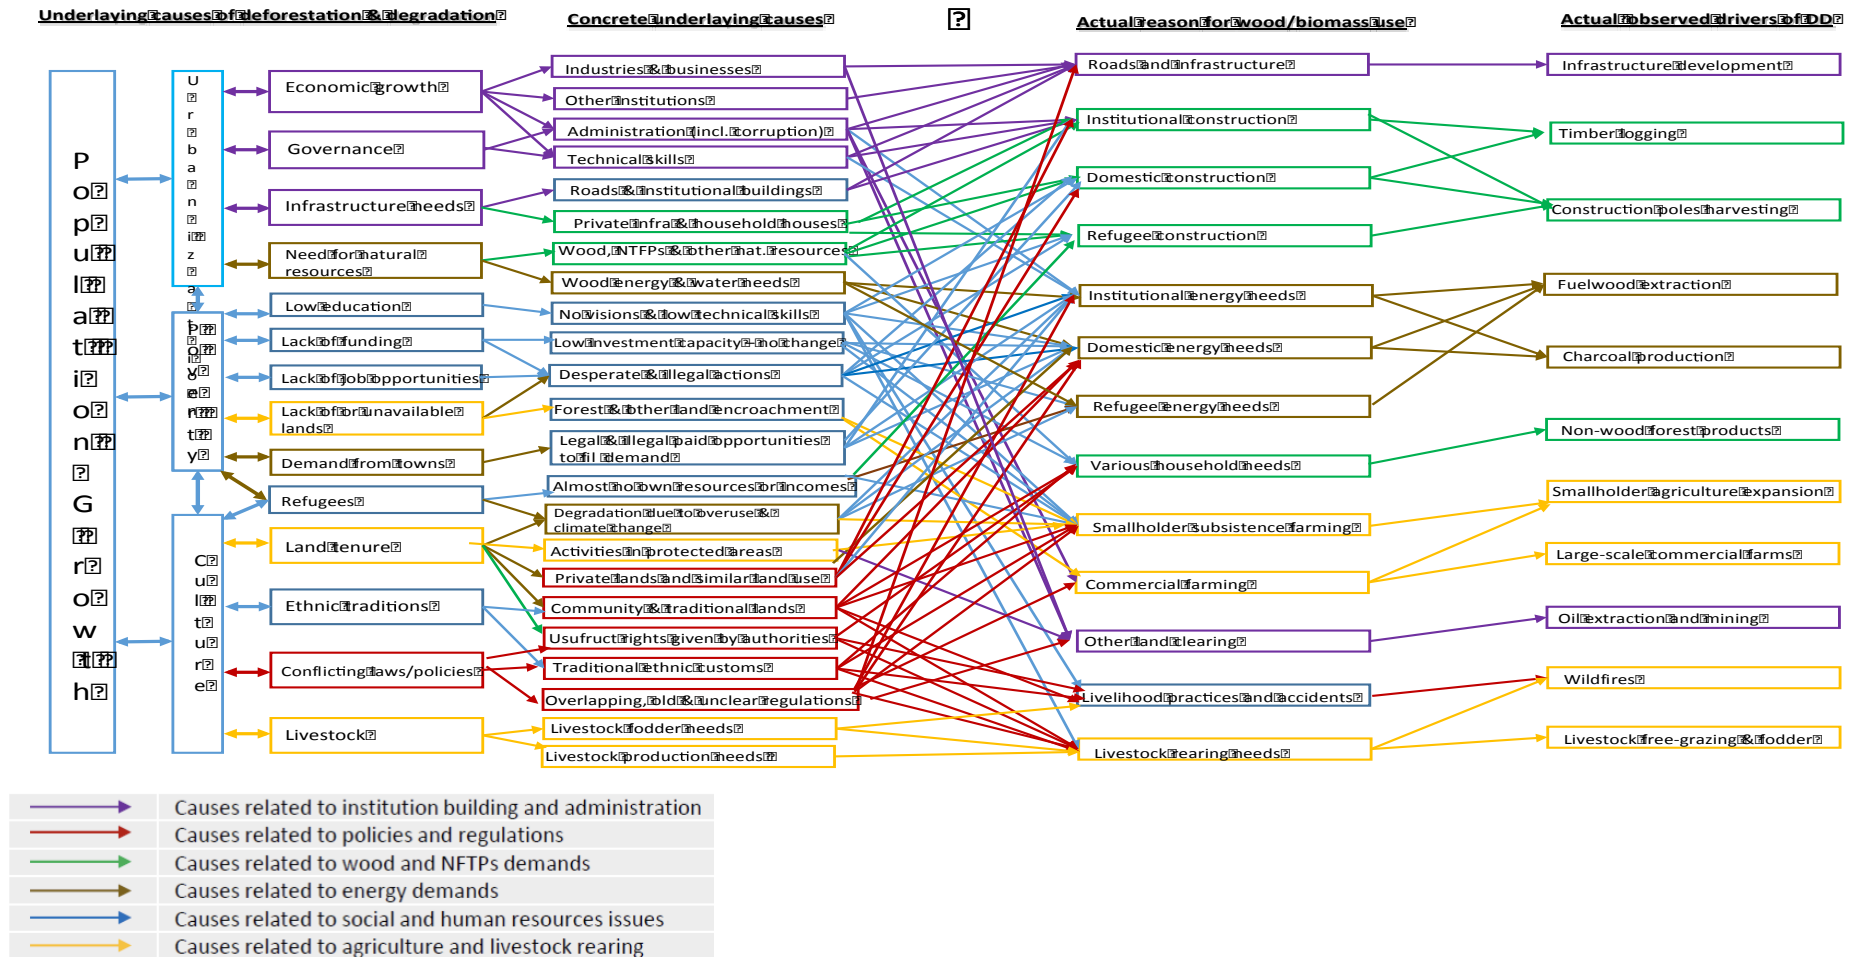 Underlaying causes of deforestation & degradation
Concrete underlaying causes
Actual reason for wood/biomass use
Actual observed drivers of DD
Population Growth
Urbanization
Poverty
Culture
Economic growth
Governance
Infrastructure needs
Need for natural
resources
Low education
Lack of funding
Lack of job opportunities
Lack of or unavailable
lands
Demand from towns
Refugees
Land tenure
Ethnic traditions
Conflicting laws/policies
Livestock
Industries & businesses
Other institutions
Administration (incl. corruption)
Technical skills
Roads & institutional buildings
Private infra & household houses
Wood, NTFPs & other nat. resources
Wood energy & water needs
No visions & low technical skills
Low investment capacity – no change
Desperate & illegal actions
Forest & other land encroachment
Legal & illegal paid opportunities
to fil demand
Almost no own resources or incomes
Degradation due to overuse &
climate change
Activities in protected areas
Private lands and similar land use
Community & traditional lands
Usufruct rights given by authorities
Traditional ethnic customs
Overlapping, old & unclear regulations
Livestock fodder needs
Livestock production needs
Roads and infrastructure
Institutional construction
Domestic construction
Refugee construction
Institutional energy needs
Domestic energy needs
Refugee energy needs
Various household needs
Smallholder subsistence farming
Commercial farming
Other land clearing
Livelihood practices and accidents
Livestock rearing needs
Infrastructure development
Timber logging
Construction poles harvesting
Fuelwood extraction
Charcoal production
Non-wood forest products
Smallholder agriculture expansion
Large-scale commercial farms
Oil extraction and mining
Wildfires
Livestock free-grazing & fodder
Causes related to institution building and administration
Causes related to policies and regulations
Causes related to wood and NFTPs demands
Causes related to energy demands
Causes related to social and human resources issues
Causes related to agriculture and livestock rearing